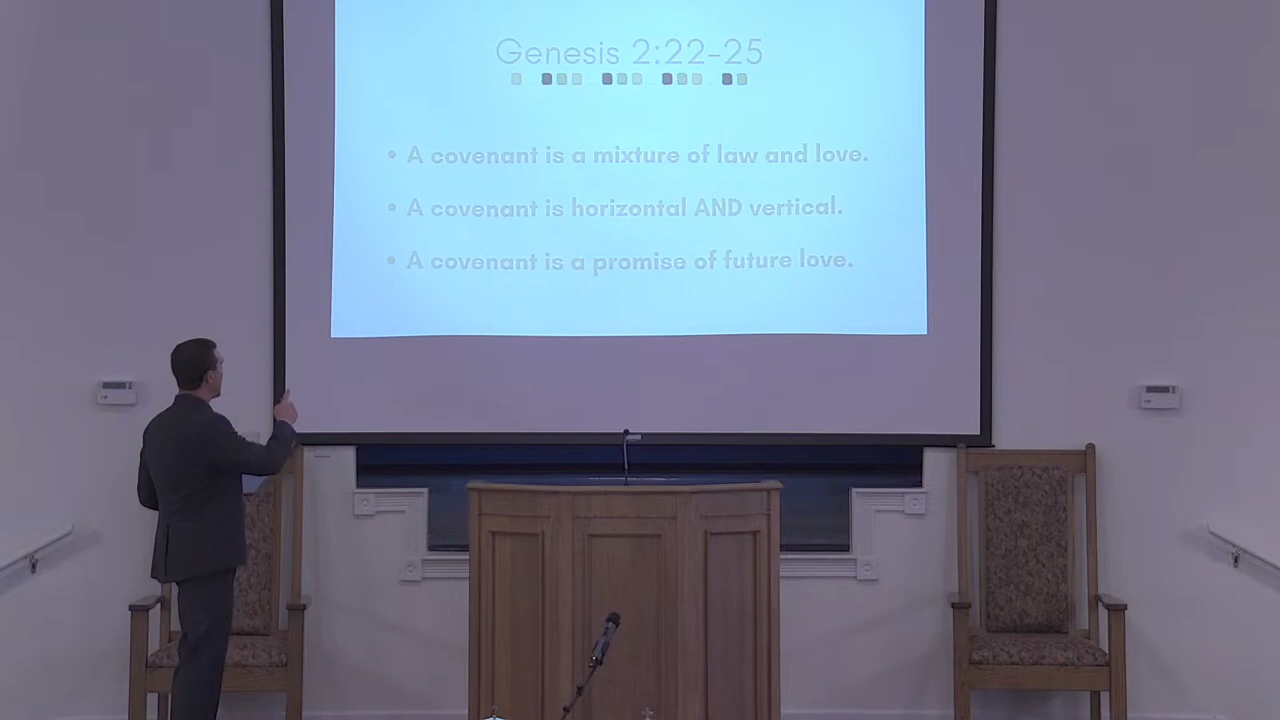 Genesis 2:22-25
• A covenant is a mixture of law and love.
• A covenant is horizontal AND vertical.
• A covenant is a promise of future love.